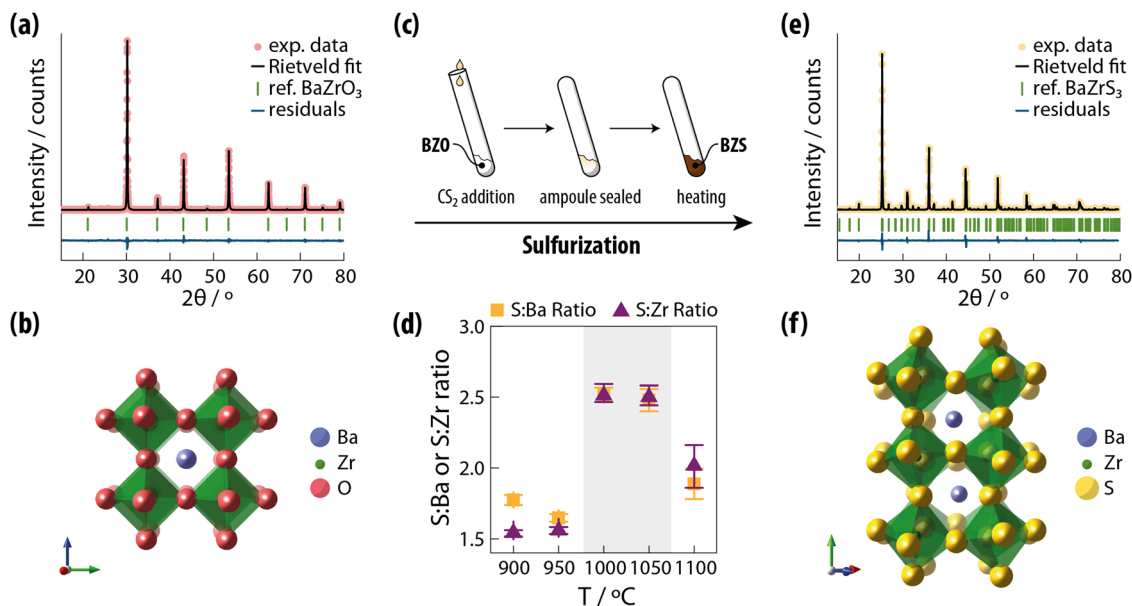 (a)
exp. data
Rietveld fit
ref. BaZrO₃
residuals
Intensity / counts
20 30 40 50 60 70 80
2θ / º
(b)
Ba
Zr
O
(c)
BZO
BZS
CS₂ addition
ampoule sealed
heating
Sulfurization
(d)
S:Ba Ratio
S:Zr Ratio
S:Ba or S:Zr ratio
3.0
2.5
2.0
1.5
900 950 1000 1050 1100
T / ºC
(e)
exp. data
Rietveld fit
ref. BaZrS₃
residuals
Intensity / counts
20 30 40 50 60 70 80
2θ / º
(f)
Ba
Zr
S